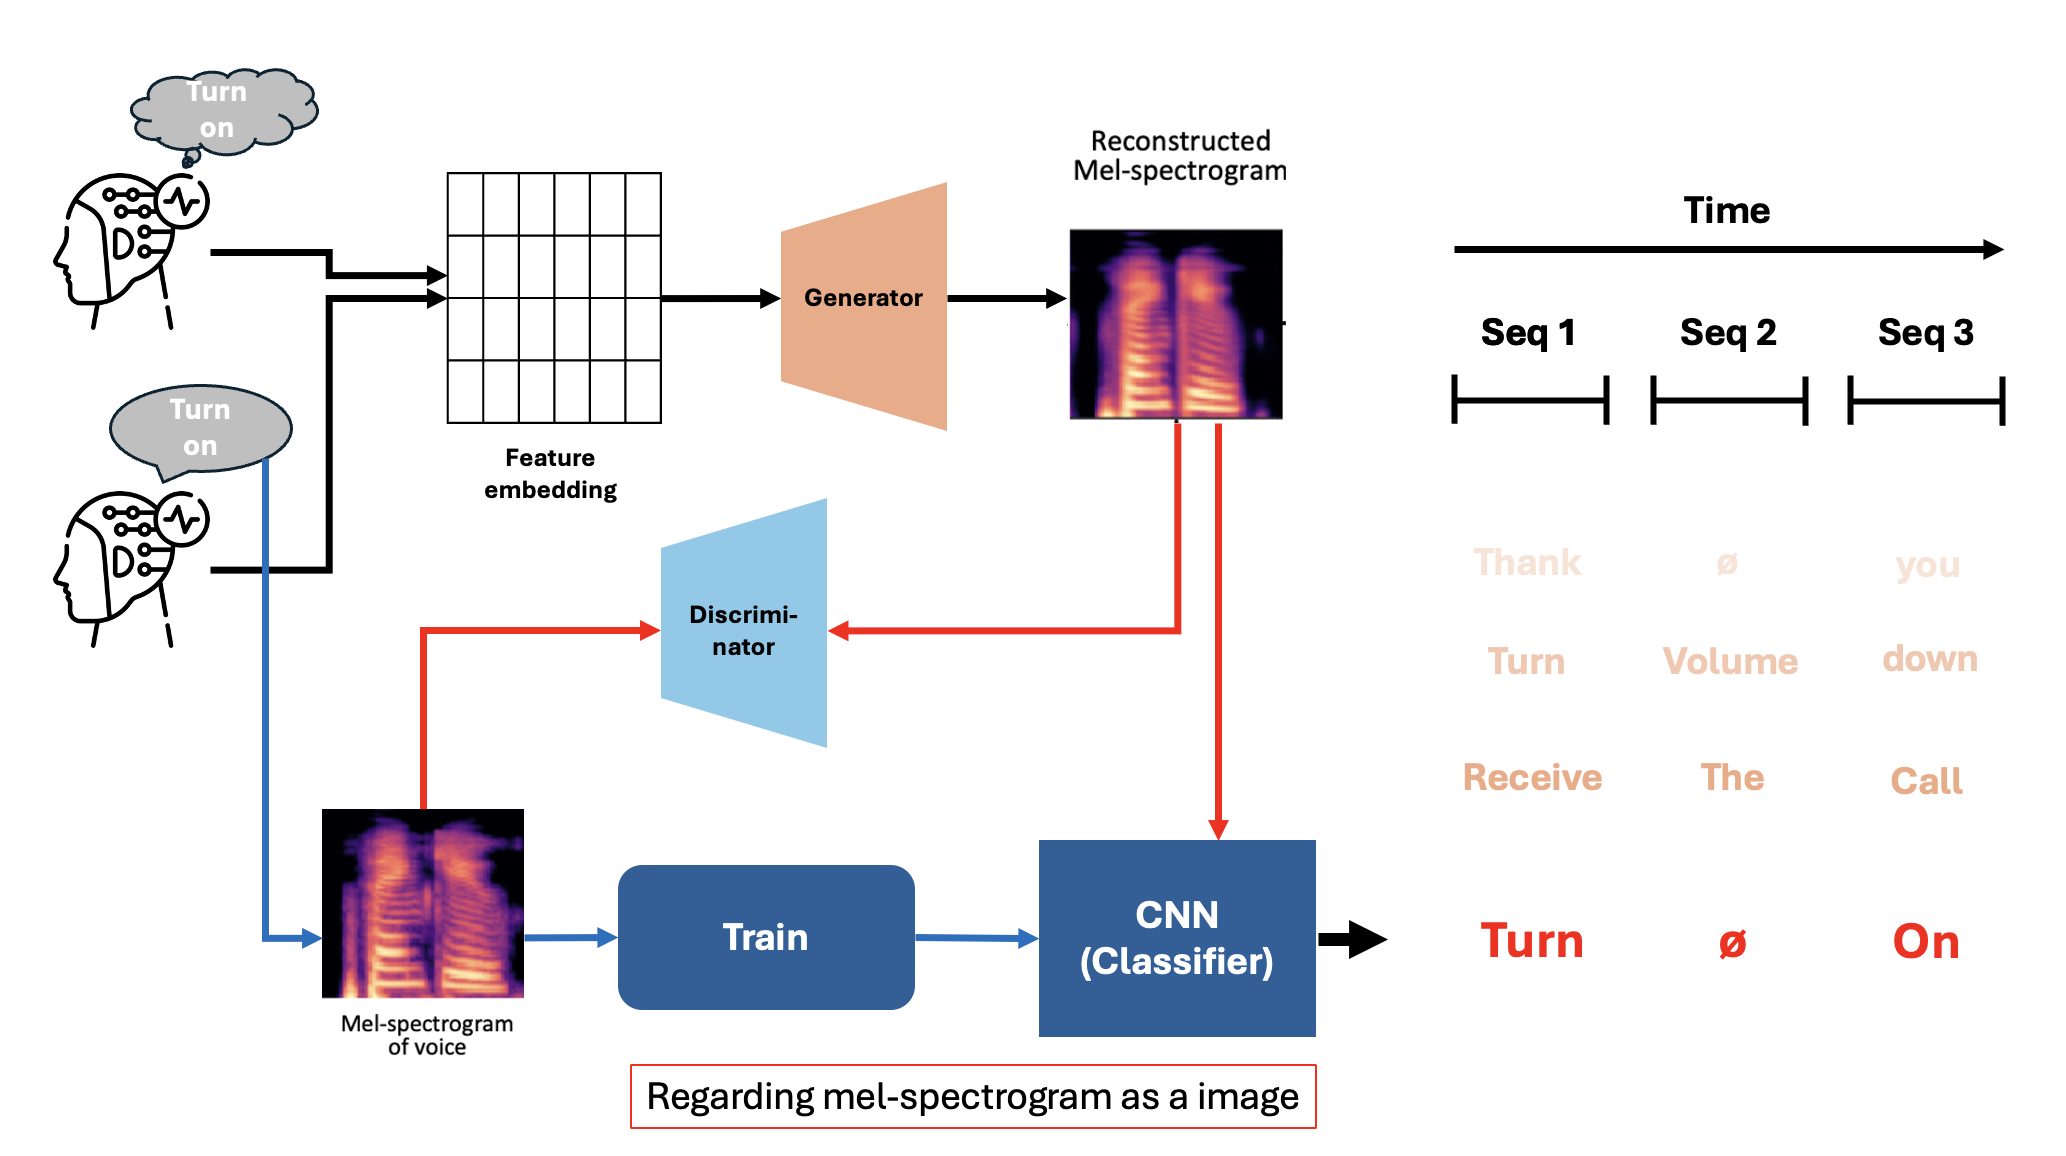 Turn
on
Turn
on
Feature
embedding
Generator
Reconstructed
Mel-spectrogram
Discrimi-
nator
Mel-spectrogram
of voice
Train
CNN
(Classifier)
Regarding mel-spectrogram as a image
Time
Seq 1 Seq 2 Seq 3
Thank ø you
Turn Volume down
Receive The Call
Turn ø On